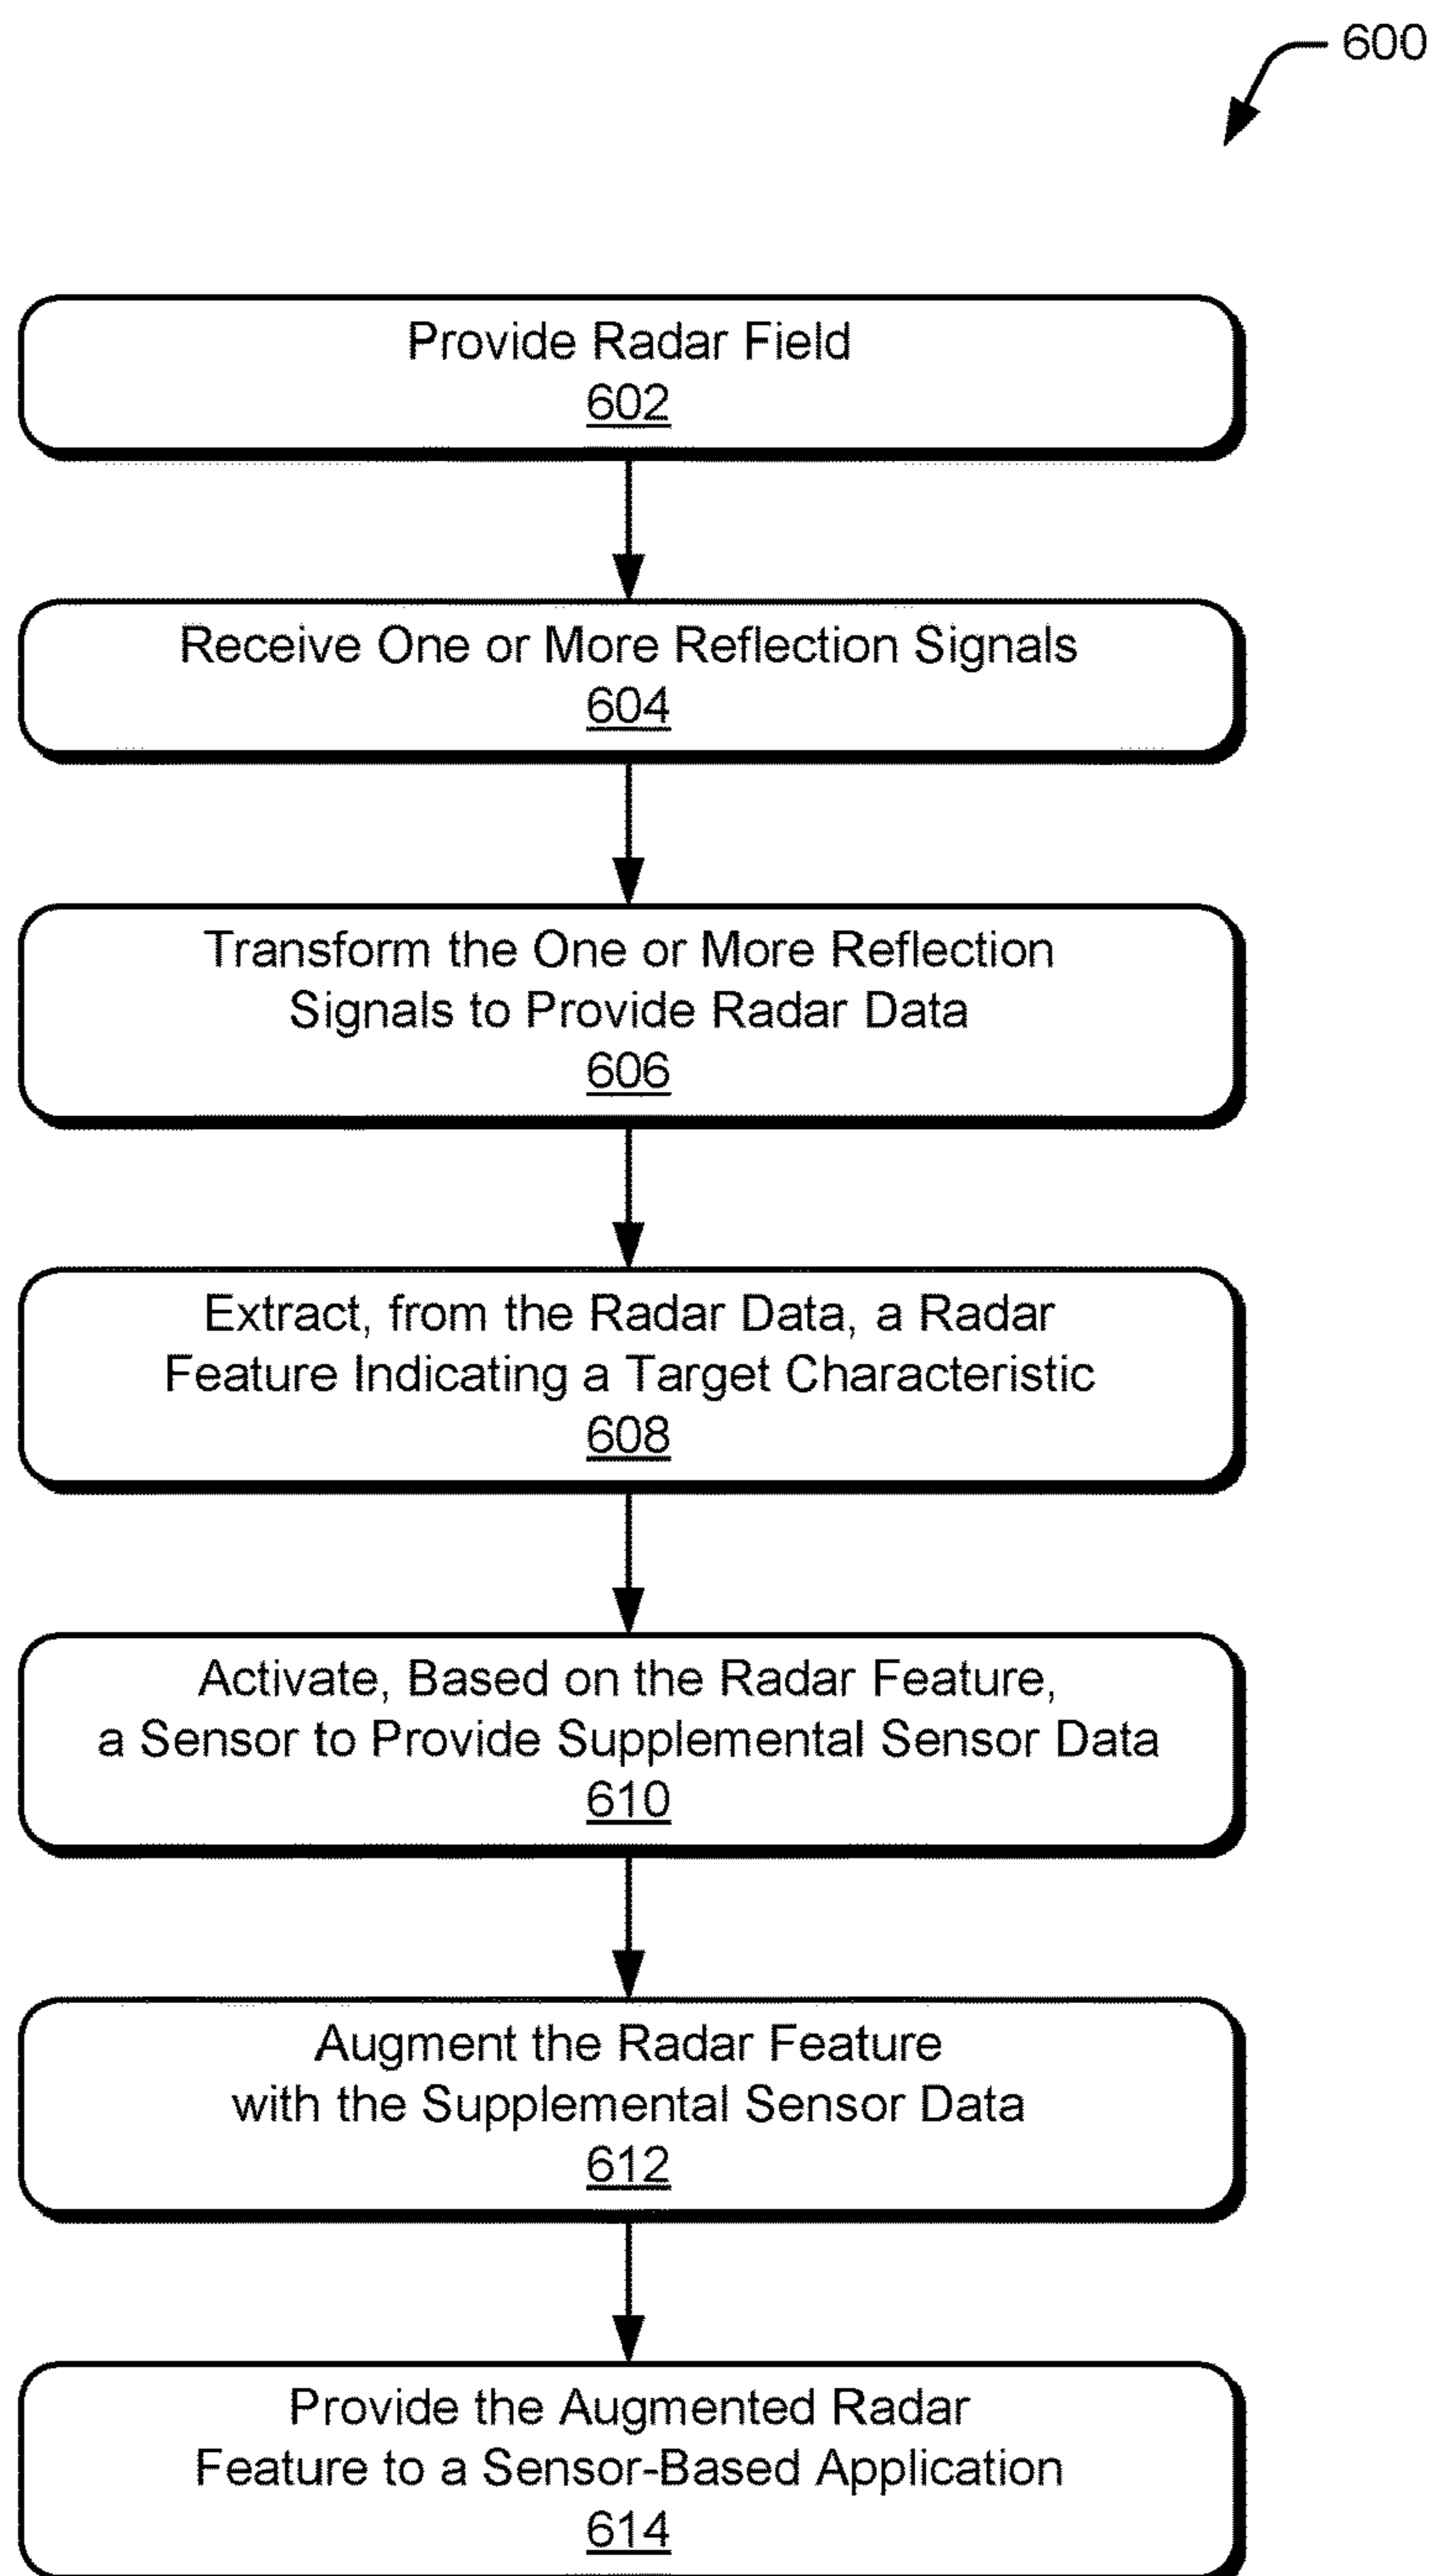 600
Provide Radar Field
602
Receive One or More Reflection Signals
604
Transform the One or More Reflection
Signals to Provide Radar Data
606
Extract, from the Radar Data, a Radar
Feature Indicating a Target Characteristic
608
Activate, Based on the Radar Feature,
a Sensor to Provide Supplemental Sensor Data
610
Augment the Radar Feature
with the Supplemental Sensor Data
612
Provide the Augmented Radar
Feature to a Sensor-Based Application
614